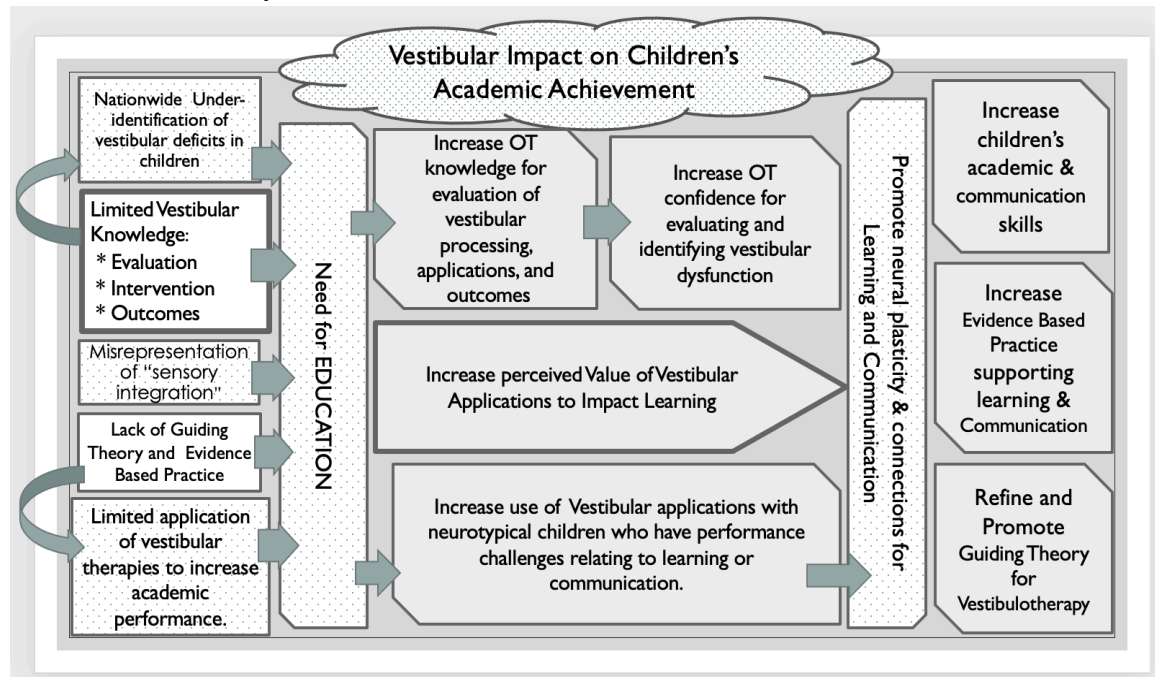 Vestibular Impact on Children's
Academic Achievement
Nationwide Under-
identification of
vestibular deficits in
children
Limited Vestibular
Knowledge:
* Evaluation
* Intervention
* Outcomes
Misrepresentation
of “sensory
integration”
Lack of Guiding
Theory and Evidence
Based Practice
Limited application
of vestibular
therapies to increase
academic
performance.
Need for EDUCATION
Increase OT
knowledge for
evaluation of
vestibular
processing,
applications, and
outcomes
Increase OT
confidence for
evaluating and
identifying vestibular
dysfunction
Increase perceived Value of Vestibular
Applications to Impact Learning
Increase use of Vestibular applications with
neurotypical children who have performance
challenges relating to learning or
communication.
Promote neural plasticity & connections for
Learning and Communication
Increase
children's
academic &
communication
skills
Increase
Evidence Based
Practice
supporting
learning &
Communication
Refine and
Promote
Guiding Theory
for
Vestibulotherapy